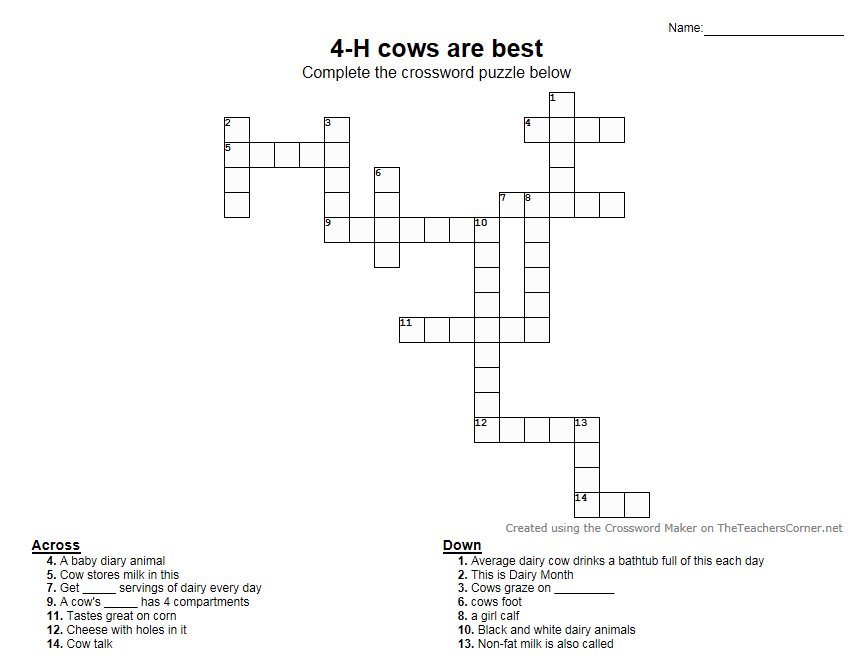 Name:
4-H cows are best
Complete the crossword puzzle below
1
2 3 4
5
6
7 8
9 10
11
12 13
14
Created using the Crossword Maker on TheTeachersCorner.net
Across
4. A baby diary animal
5. Cow stores milk in this
7. Get _____ servings of dairy every day
9. A cow's _____ has 4 compartments
11. Tastes great on corn
12. Cheese with holes in it
14. Cow talk
Down
1. Average dairy cow drinks a bathtub full of this each day
2. This is Dairy Month
3. Cows graze on _________
6. cows foot
8. a girl calf
10. Black and white dairy animals
13. Non-fat milk is also called